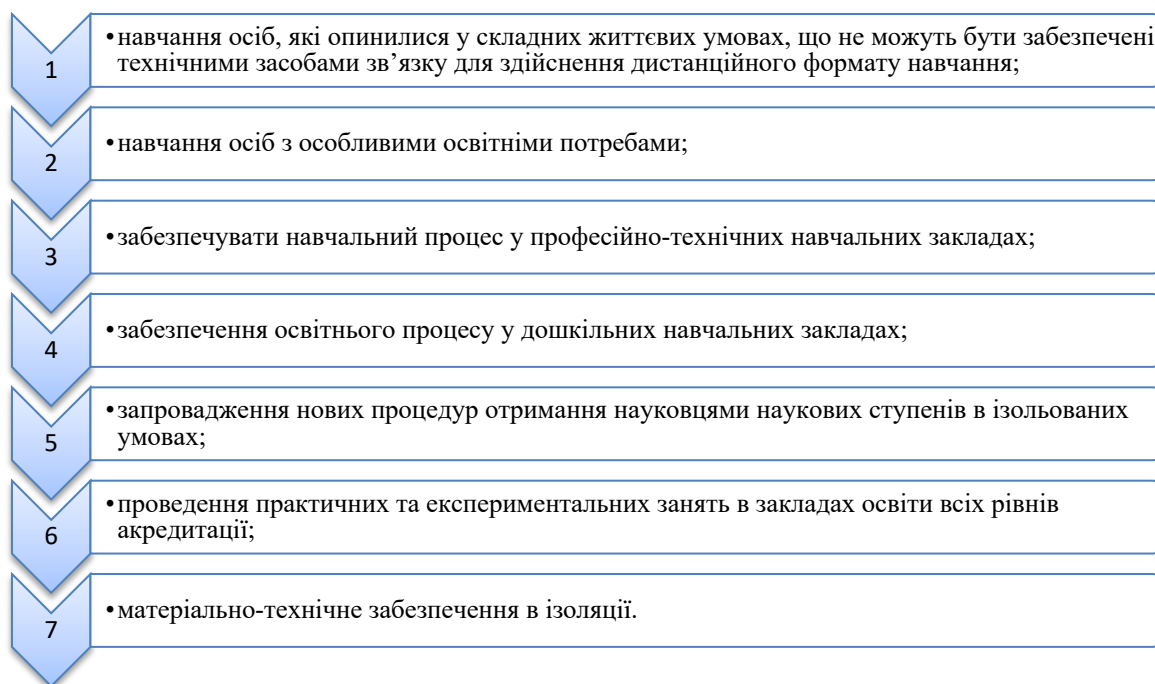 1
•навчання осіб, які опинилися у складних життєвих умовах, що не можуть бути забезпечені
технічними засобами зв’язку для здійснення дистанційного формату навчання;
2
•навчання осіб з особливими освітніми потребами;
3
•забезпечувати навчальний процес у професійно-технічних навчальних закладах;
4
•забезпечення освітнього процесу у дошкільних навчальних закладах;
5
•запровадження нових процедур отримання науковцями наукових ступенів в ізольованих
умовах;
6
•проведення практичних та експериментальних занять в закладах освіти всіх рівнів
акредитації;
7
•матеріально-технічне забезпечення в ізоляції.